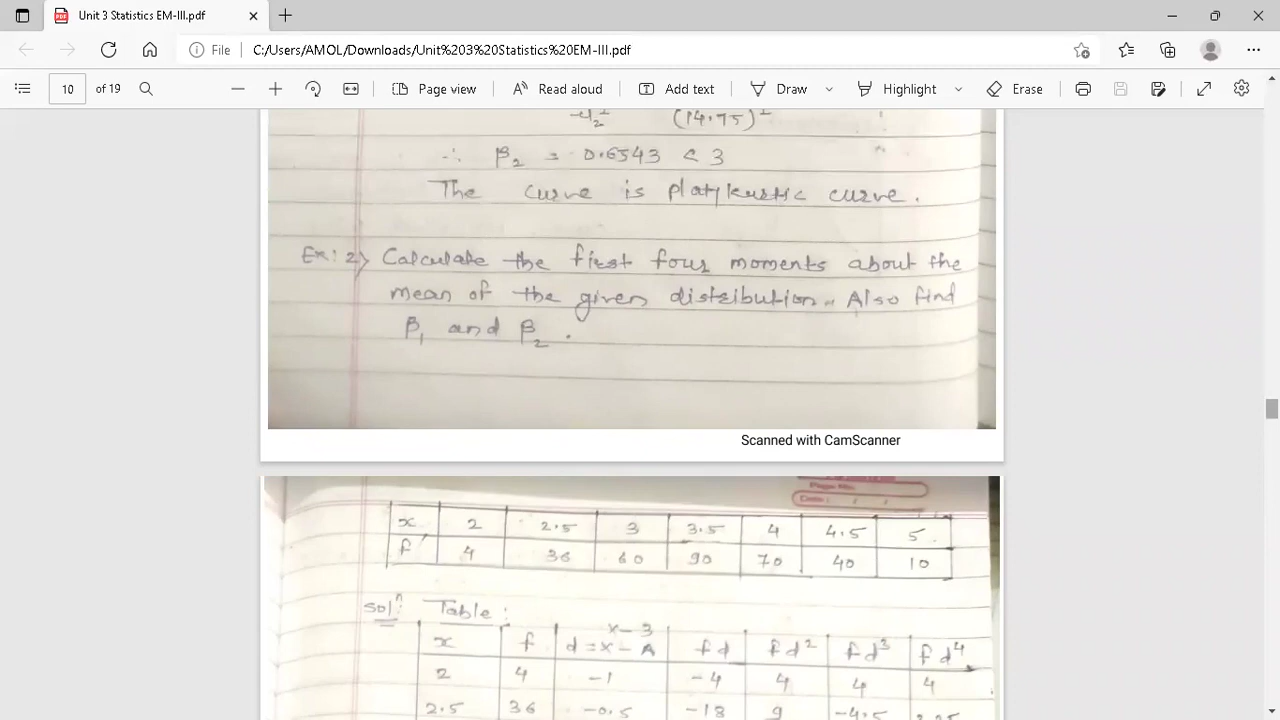 Unit 3 Statistics EM-III.pdf
File C:/Users/AMOL/Downloads/Unit%203%20Statistics%20EM-III.pdf
10 of 19 Page view Read aloud Add text Draw Highlight Erase
(14.75)²
∴ β₂ = 0.6543 < 3
The curve is platykurtic curve.
Ex: 2) Calculate the first four moments about the
mean of the given distribution. Also find
β₁ and β₂.
Scanned with CamScanner
Page No.
Date: / /
x 2 2.5 3 3.5 4 4.5 5
f 4 36 60 90 70 40 10
Solⁿ: Table:
x-3
x f d = x - A fd fd² fd³ fd⁴
2 4 -1 -4 4 4 4
2.5 36 -0.5 -18 9 -4.5